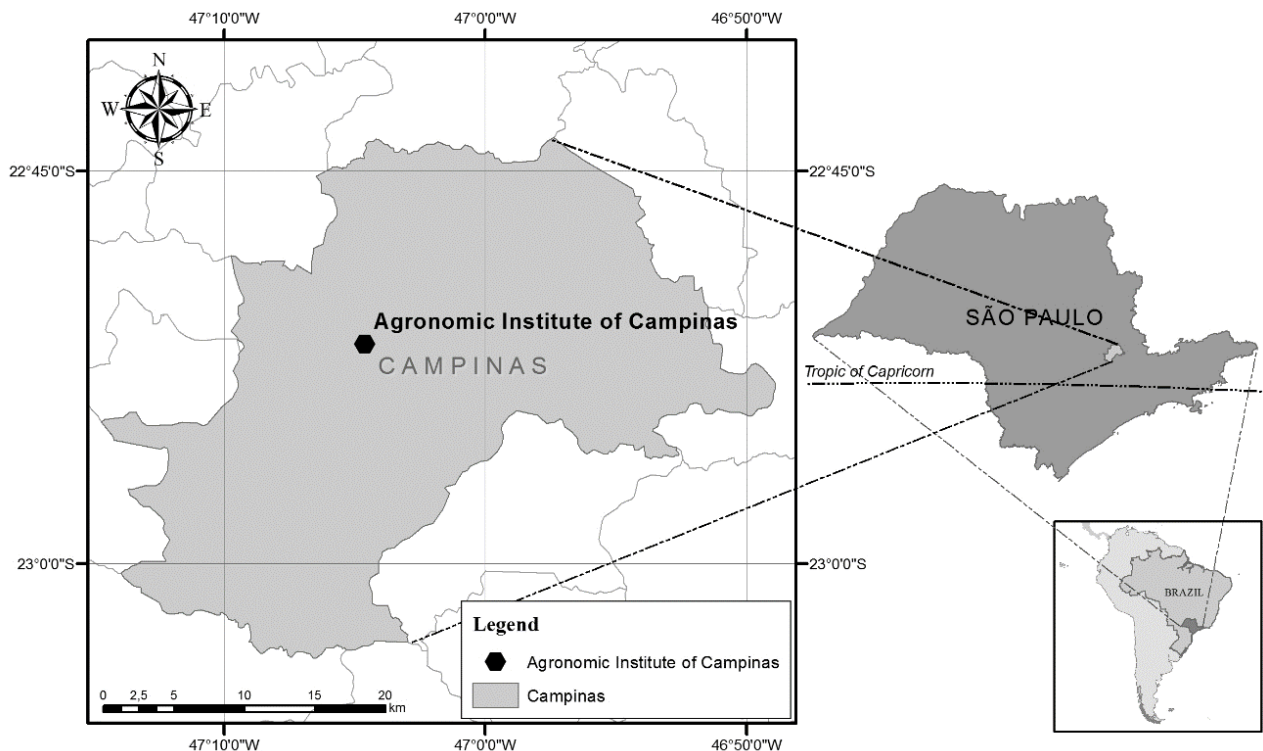 47°10'0"W
47°0'0"W
46°50'0"W
N
W
E
S
22°45'0"S
22°45'0"S
Agronomic Institute of Campinas
CAMPINAS
SÃO PAULO
Tropic of Capricorn
23°0'0"S
23°0'0"S
BRAZIL
Legend
Agronomic Institute of Campinas
Campinas
0 2,5 5 10 15 20
km
47°10'0"W
47°0'0"W
46°50'0"W